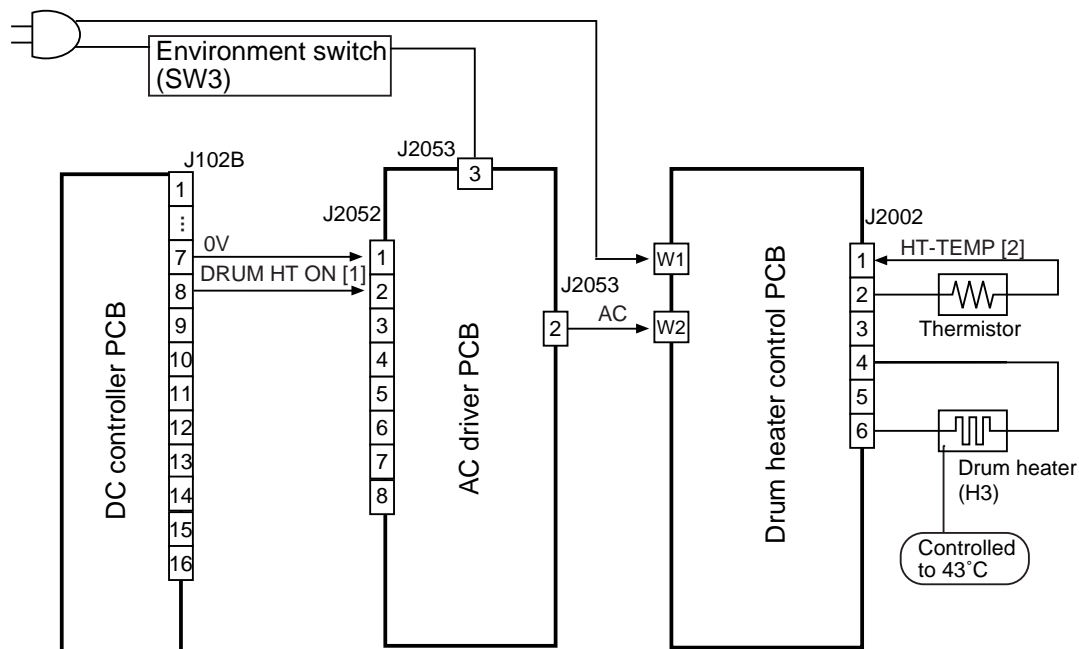 Environment switch
(SW3)
J102B
1
...
7
8
9
10
11
12
13
14
15
16
DC controller PCB
0V
DRUM HT ON [1]
J2052
1
2
3
4
5
6
7
8
J2053
3
AC driver PCB
J2053
2
AC
W1
W2
Drum heater control PCB
J2002
1
2
3
4
5
6
HT-TEMP [2]
Thermistor
Drum heater
(H3)
Controlled
to 43˚C